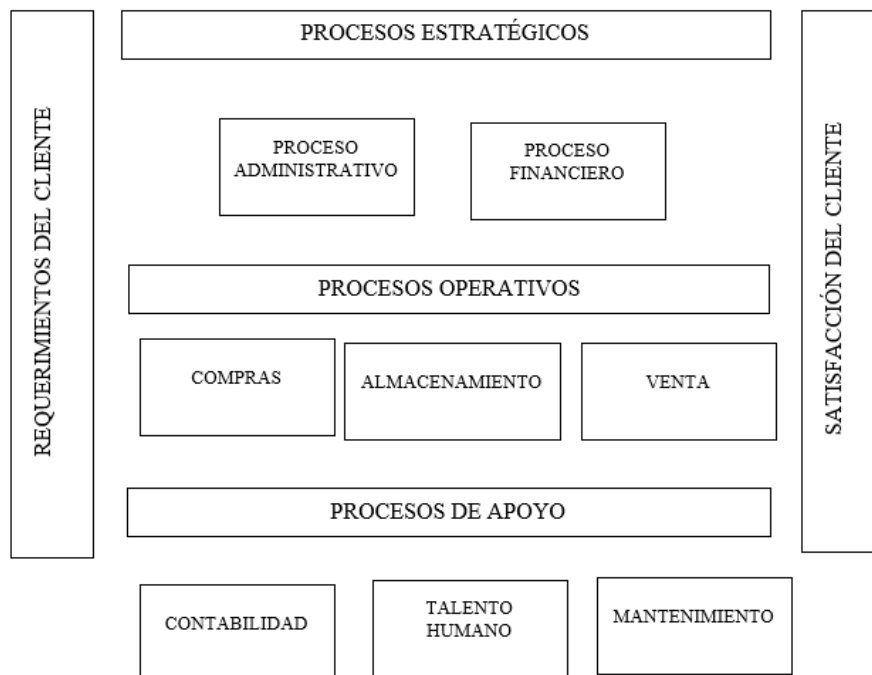 REQUERIMIENTOS DEL CLIENTE
PROCESOS ESTRATÉGICOS
PROCESO
ADMINISTRATIVO
PROCESO
FINANCIERO
PROCESOS OPERATIVOS
COMPRAS
ALMACENAMIENTO
VENTA
PROCESOS DE APOYO
CONTABILIDAD
TALENTO
HUMANO
MANTENIMIENTO
SATISFACCIÓN DEL CLIENTE